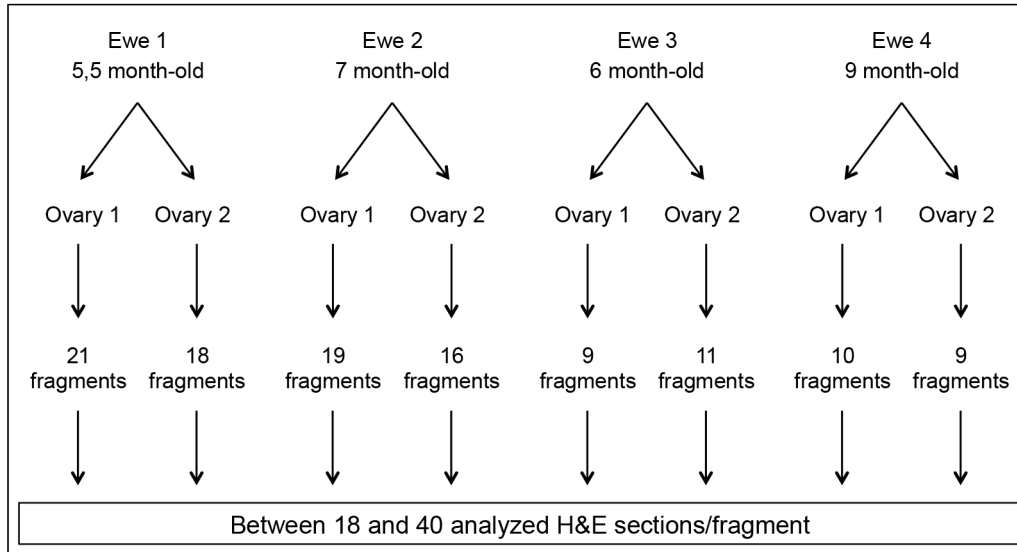 Ewe 1
5,5 month-old
Ewe 2
7 month-old
Ewe 3
6 month-old
Ewe 4
9 month-old
Ovary 1
Ovary 2
Ovary 1
Ovary 2
Ovary 1
Ovary 2
Ovary 1
Ovary 2
21
fragments
18
fragments
19
fragments
16
fragments
9
fragments
11
fragments
10
fragments
9
fragments
Between 18 and 40 analyzed H&E sections/fragment